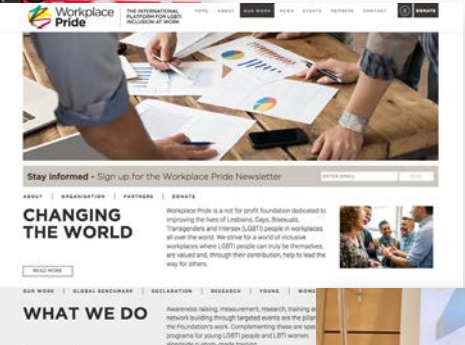 Workplace
Pride
THE INTERNATIONAL
PLATFORM FOR LGBTI
INCLUSION AT WORK
HOME ABOUT OUR WORK NEWS EVENTS MEMBERS CONTACT DONATE
Stay Informed - Sign up for the Workplace Pride Newsletter
ENTER EMAIL
ABOUT | ORGANISATION | PARTNERS | DONATE
CHANGING
THE WORLD
Workplace Pride is a not for profit foundation dedicated to
improving the lives of Lesbians, Gays, Bisexuals,
Transgenders and Intersex (LGBTI) people in workplaces
all over the world. We strive for a world of inclusive
workplaces where LGBTI people can truly be themselves,
are valued and, through their contribution, help to lead the
way for others.
READ MORE
OUR WORK | GLOBAL BENCHMARK | DECLARATION | RESEARCH | YOUNG | WOME
WHAT WE DO
Awareness raising, measurement, research, training an
network building through targeted events are the pillar
the Foundation's work. Complementing these are spe
programs for young LGBTI people and LBTI women